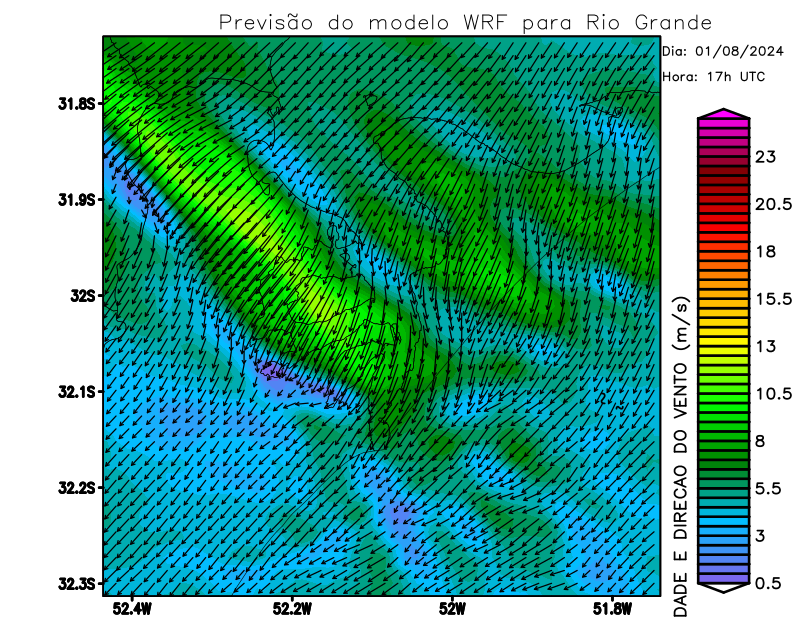 Previsão do modelo WRF para Rio Grande
Dia: 01/08/2024
Hora: 17h UTC
31.8S
31.9S
32S
32.1S
32.2S
32.3S
52.4W
52.2W
52W
51.8W
23
20.5
18
15.5
13
10.5
8
5.5
3
0.5
DADE E DIRECAO DO VENTO (m/s)